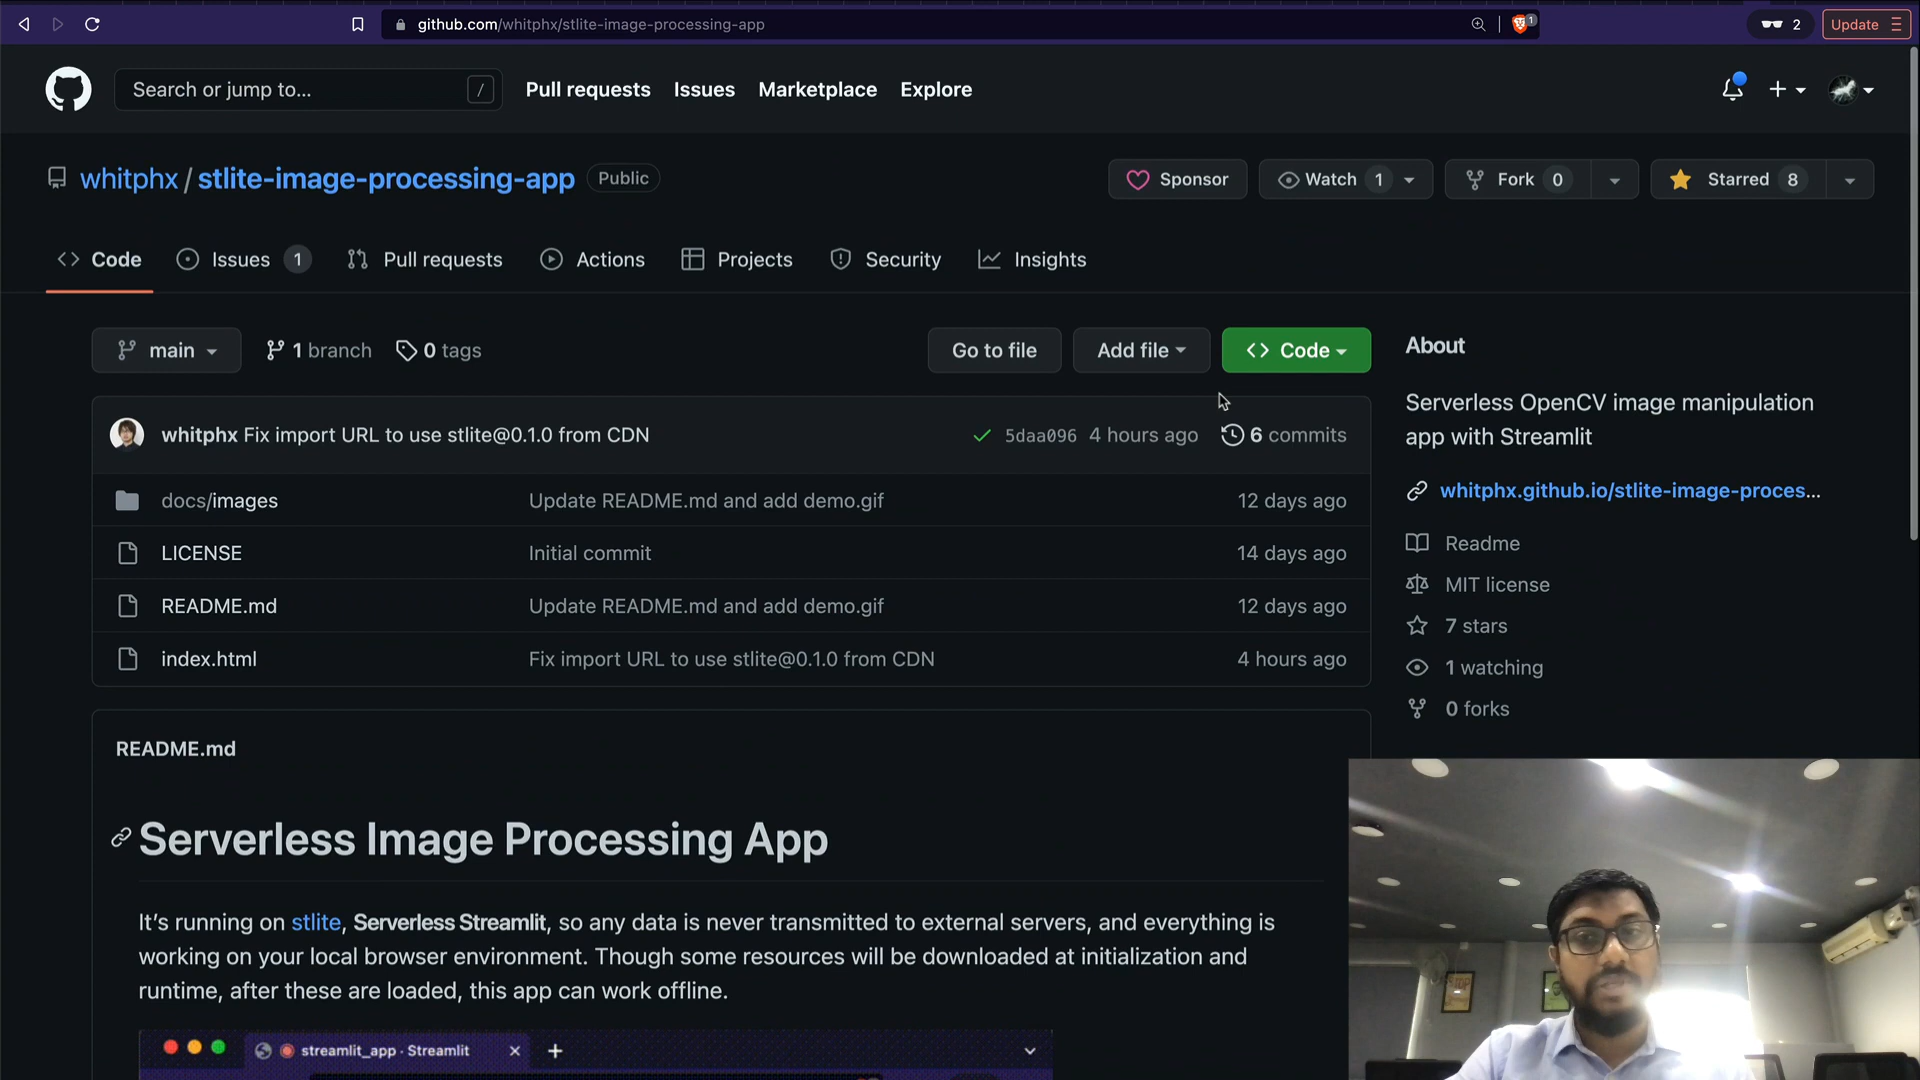 github.com/whitphx/stlite-image-processing-app
1
2
Update
Search or jump to...
/
Pull requests
Issues
Marketplace
Explore
whitphx / stlite-image-processing-app
Public
Sponsor
Watch 1
Fork 0
Starred 8
Code
Issues 1
Pull requests
Actions
Projects
Security
Insights
main
1 branch
0 tags
Go to file
Add file
Code
whitphx Fix import URL to use stlite@0.1.0 from CDN
5daa096 4 hours ago
6 commits
docs/images
Update README.md and add demo.gif
12 days ago
LICENSE
Initial commit
14 days ago
README.md
Update README.md and add demo.gif
12 days ago
index.html
Fix import URL to use stlite@0.1.0 from CDN
4 hours ago
About
Serverless OpenCV image manipulation
app with Streamlit
whitphx.github.io/stlite-image-proces...
Readme
MIT license
7 stars
1 watching
0 forks
README.md
Serverless Image Processing App
It's running on stlite, Serverless Streamlit, so any data is never transmitted to external servers, and everything is
working on your local browser environment. Though some resources will be downloaded at initialization and
runtime, after these are loaded, this app can work offline.
streamlit_app · Streamlit